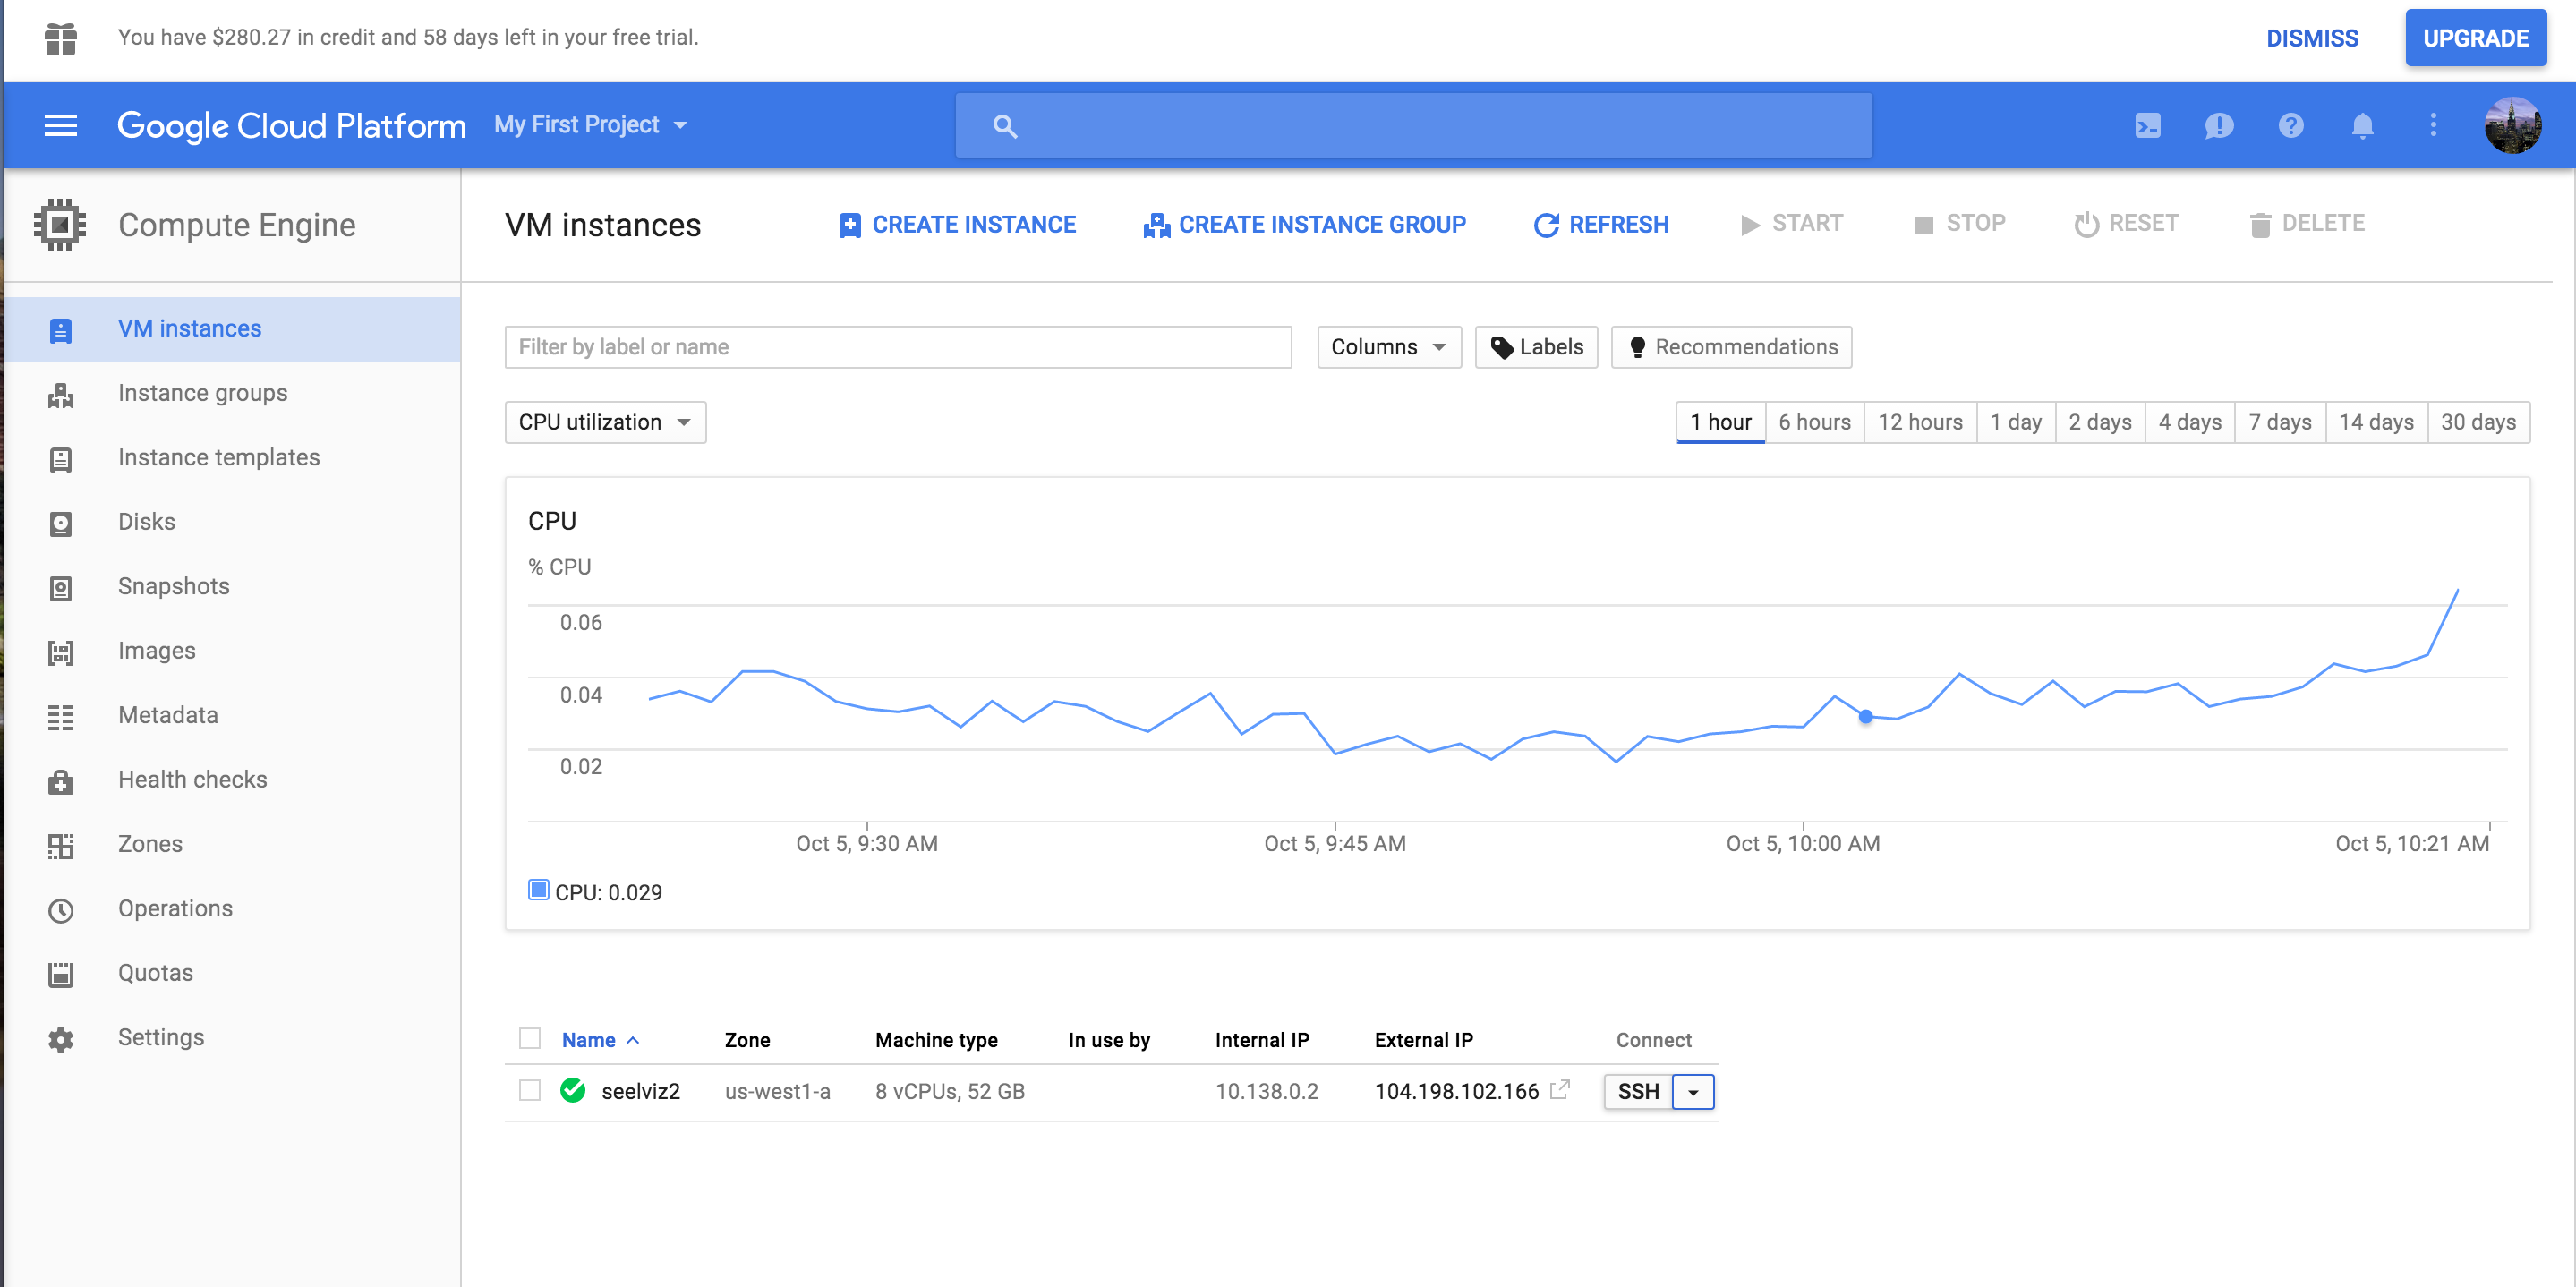 You have $280.27 in credit and 58 days left in your free trial.
DISMISS
UPGRADE
Google Cloud Platform
My First Project
Compute Engine
VM instances
CREATE INSTANCE
CREATE INSTANCE GROUP
REFRESH
START
STOP
RESET
DELETE
VM instances
Instance groups
Instance templates
Disks
Snapshots
Images
Metadata
Health checks
Zones
Operations
Quotas
Settings
Filter by label or name
Columns
Labels
Recommendations
CPU utilization
1 hour
6 hours
12 hours
1 day
2 days
4 days
7 days
14 days
30 days
CPU
% CPU
0.06
0.04
0.02
Oct 5, 9:30 AM
Oct 5, 9:45 AM
Oct 5, 10:00 AM
Oct 5, 10:21 AM
CPU: 0.029
Name
Zone
Machine type
In use by
Internal IP
External IP
Connect
seelviz2
us-west1-a
8 vCPUs, 52 GB
10.138.0.2
104.198.102.166
SSH